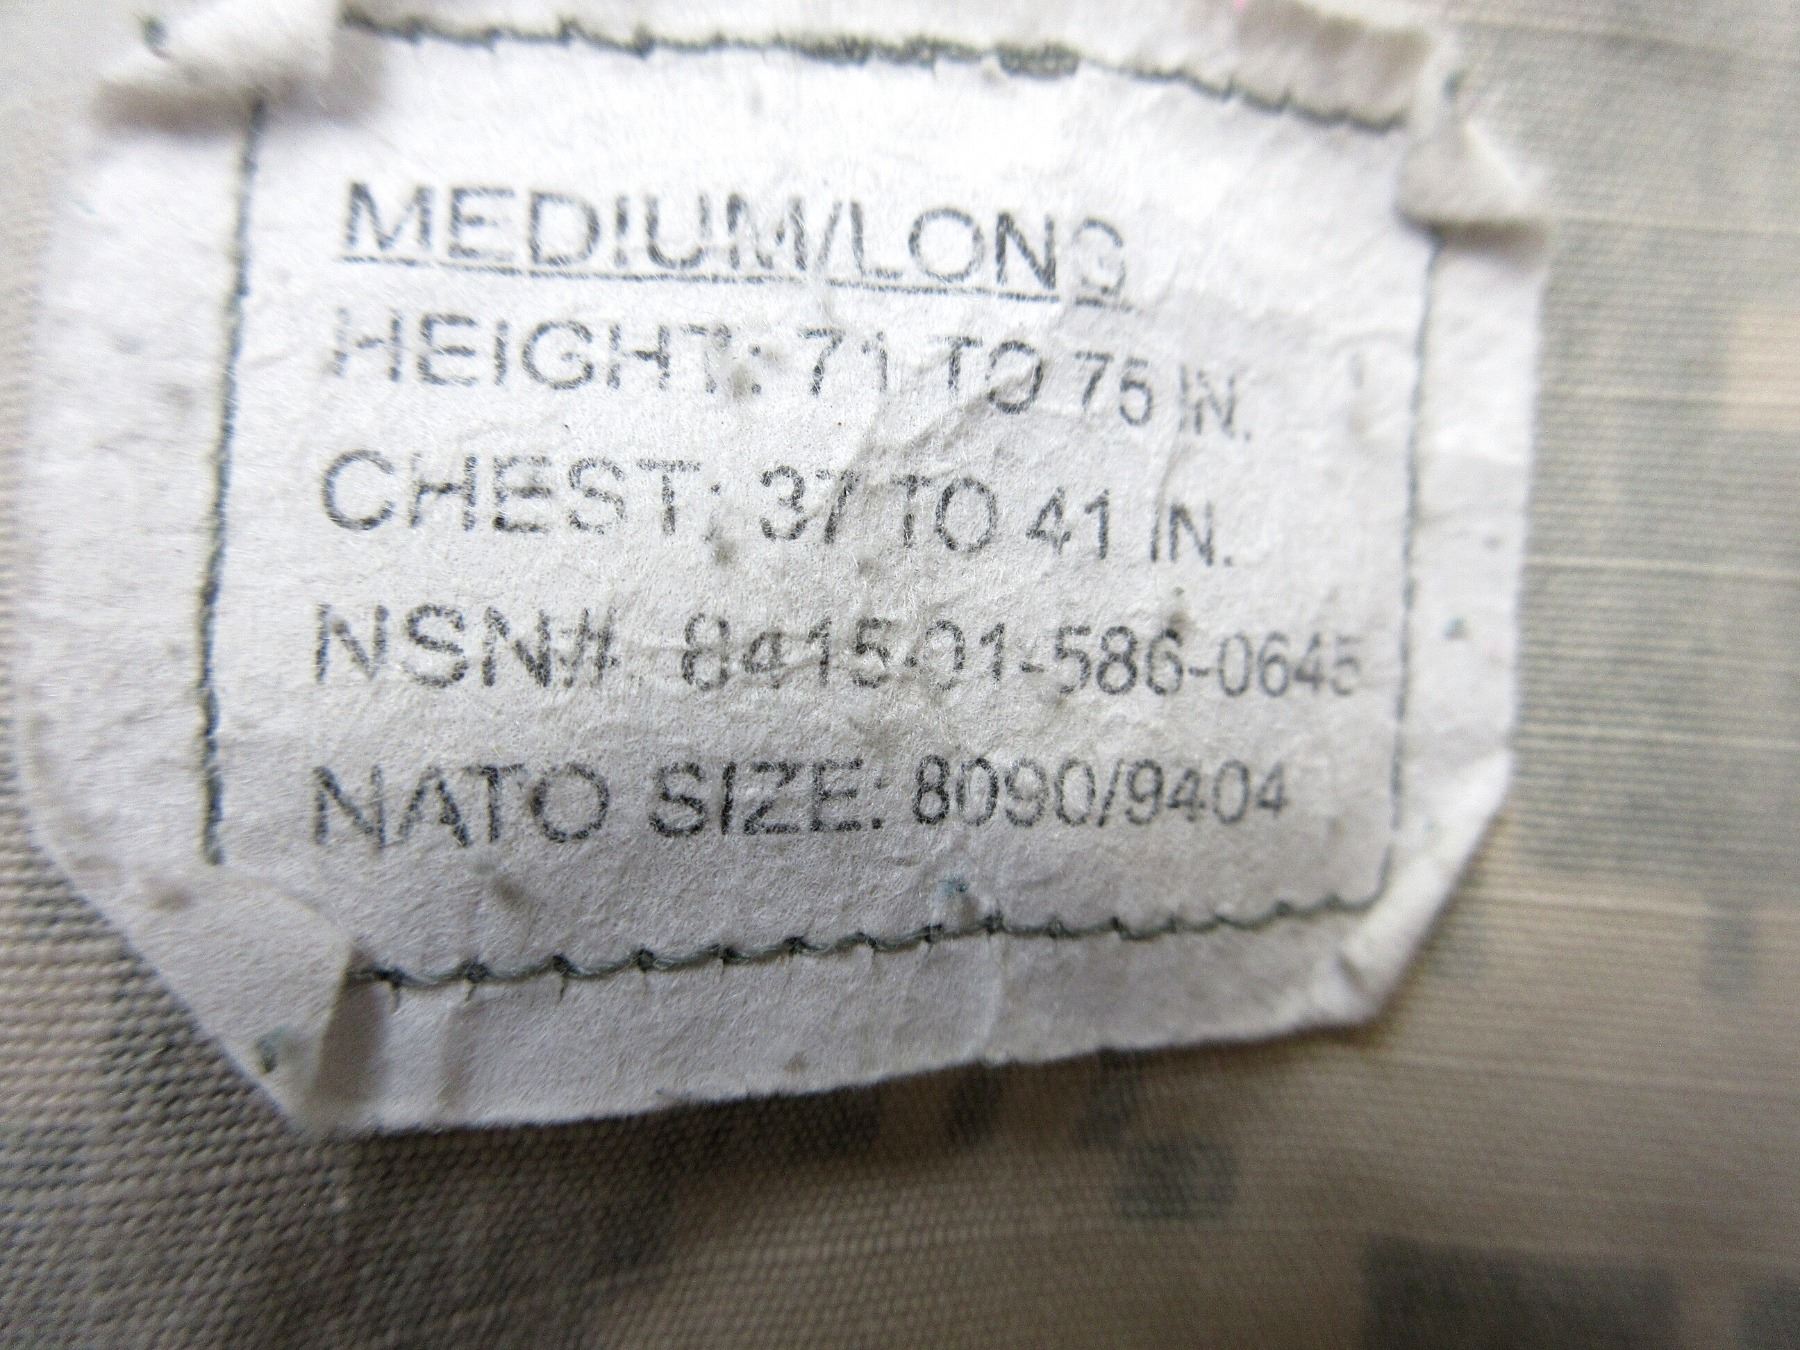 MEDIUM/LONG
HEIGHT: 71 TO 75 IN.
CHEST: 37 TO 41 IN.
NSN# 8415-01-586-0645
NATO SIZE: 8090/9404